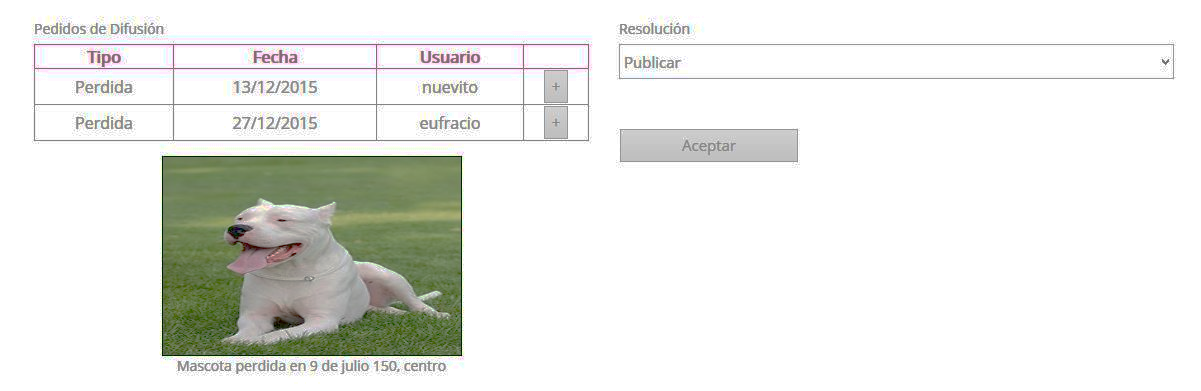 Pedidos de Difusión
Tipo Fecha Usuario
Perdida 13/12/2015 nuevito +
Perdida 27/12/2015 eufracio +
Mascota perdida en 9 de julio 150, centro
Resolución
Publicar
Aceptar